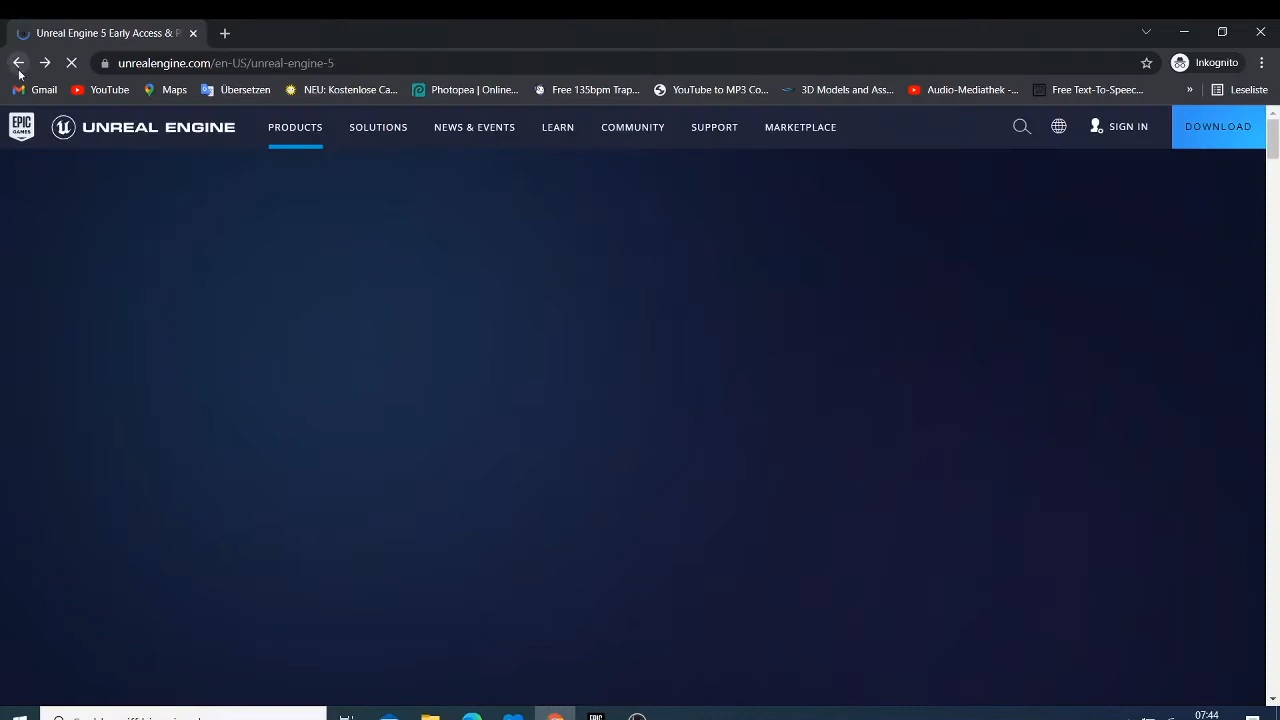 Unreal Engine 5 Early Access & P
unrealengine.com/en-US/unreal-engine-5
Inkognito
Gmail YouTube Maps Übersetzen NEU: Kostenlose Ca... Photopea | Online... Free 135bpm Trap... YouTube to MP3 Co... 3D Models and Ass... Audio-Mediathek -... Free Text-To-Speec... » Leseliste
EPIC GAMES UNREAL ENGINE PRODUCTS SOLUTIONS NEWS & EVENTS LEARN COMMUNITY SUPPORT MARKETPLACE SIGN IN DOWNLOAD
EPIC
07:44